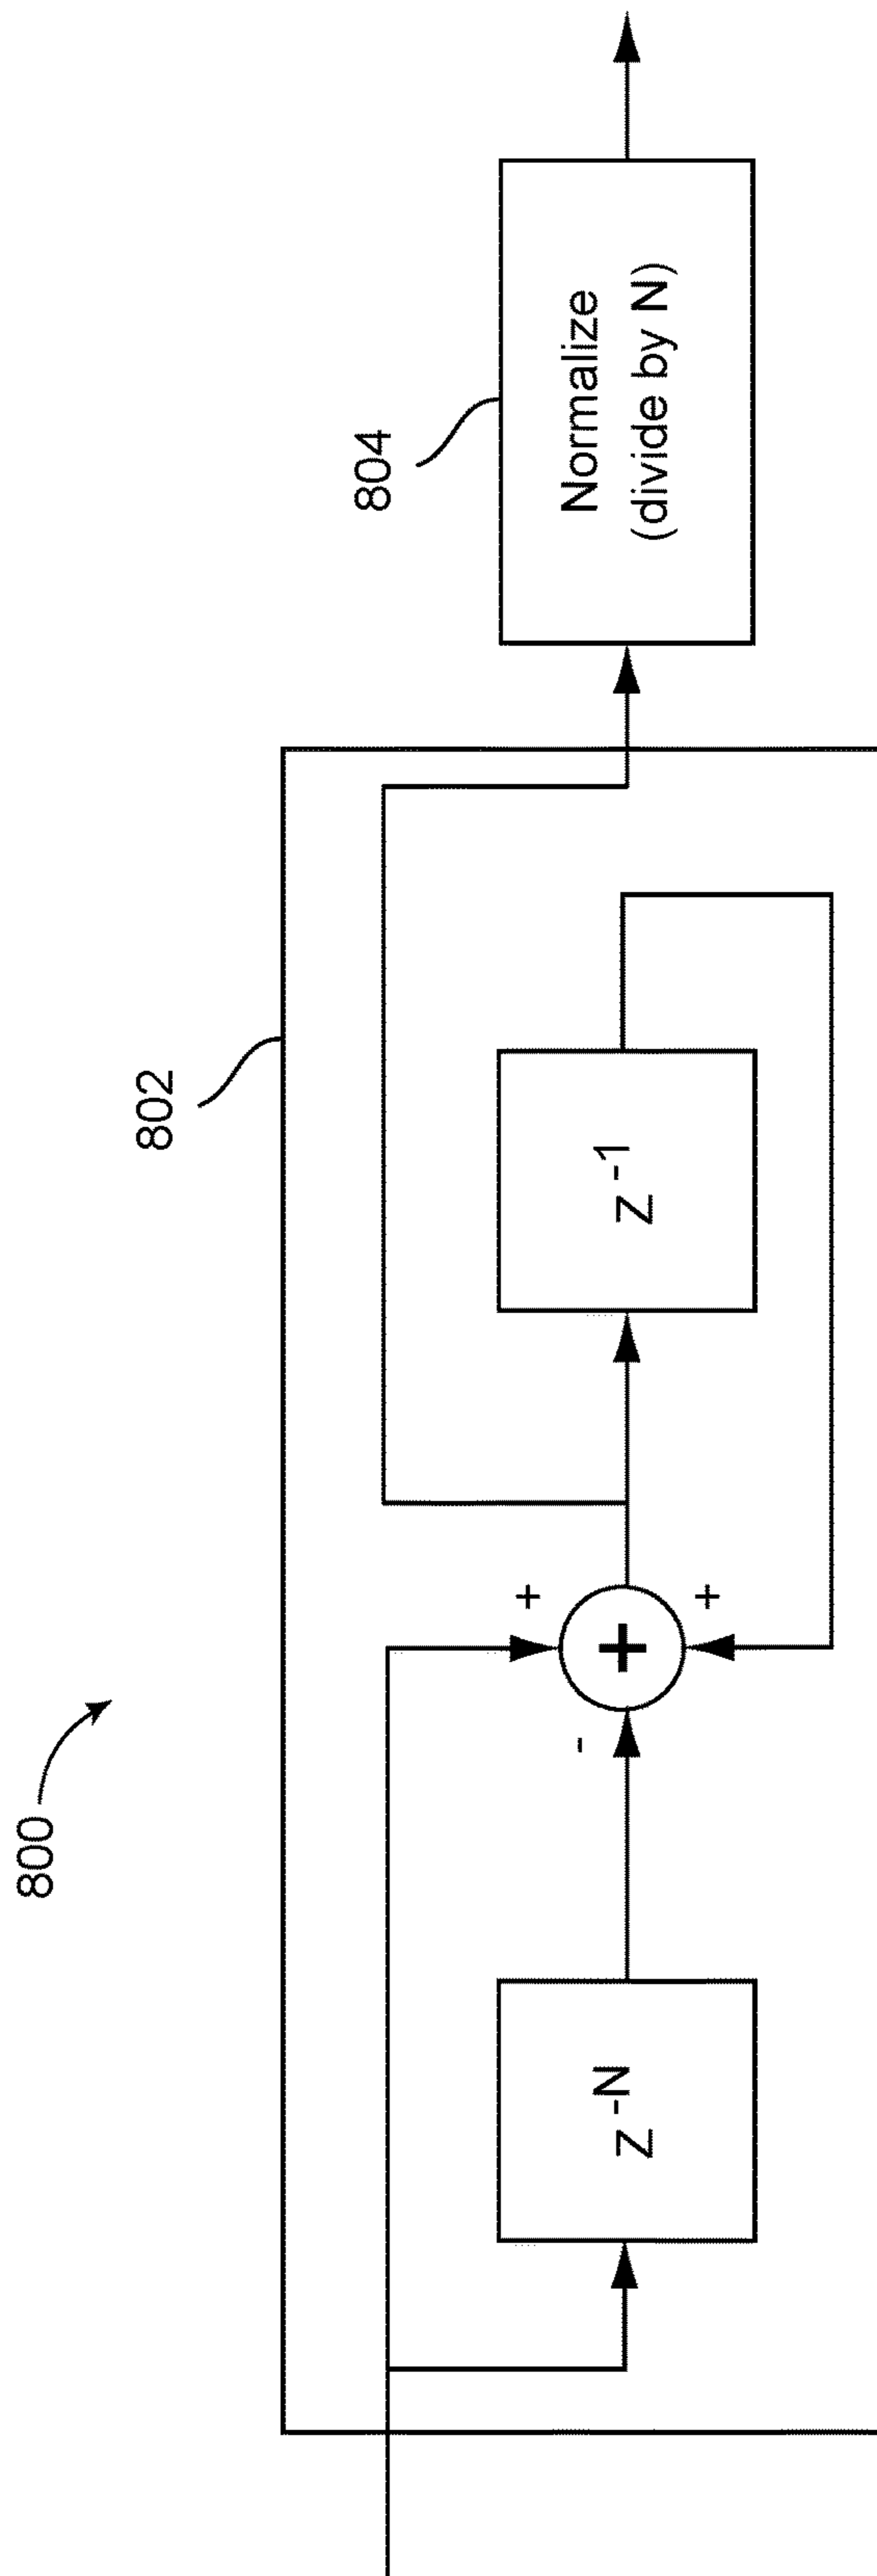 800
802
804
z-N
-
+
+
+
z-1
Normalize
(divide by N)